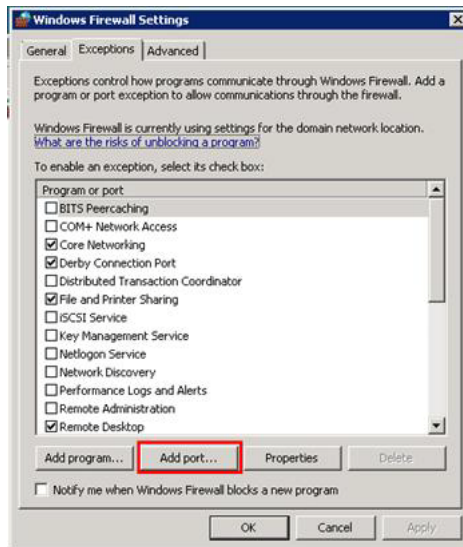 Windows Firewall Settings
General Exceptions Advanced
Exceptions control how programs communicate through Windows Firewall. Add a
program or port exception to allow communications through the firewall.
Windows Firewall is currently using settings for the domain network location.
What are the risks of unblocking a program?
To enable an exception, select its check box:
Program or port
BITS Peercaching
COM+ Network Access
Core Networking
Derby Connection Port
Distributed Transaction Coordinator
File and Printer Sharing
iSCSI Service
Key Management Service
Netlogon Service
Network Discovery
Performance Logs and Alerts
Remote Administration
Remote Desktop
Add program... Add port... Properties Delete
Notify me when Windows Firewall blocks a new program
OK Cancel Apply